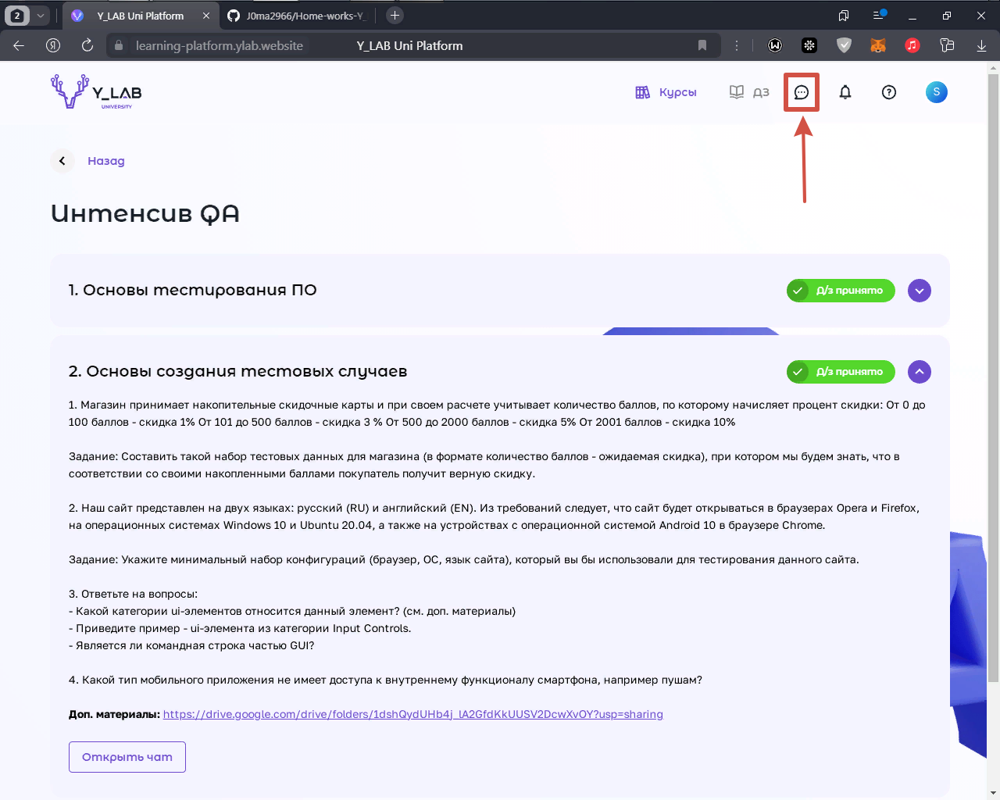 2
Y_LAB Uni Platform
J0ma2966/Home-works-Y_
learning-platform.ylab.website
Y_LAB Uni Platform
Y_LAB
UNIVERSITY
Курсы
ДЗ
S
Назад
Интенсив QA
1. Основы тестирования ПО
Д/з принято
2. Основы создания тестовых случаев
Д/з принято
1. Магазин принимает накопительные скидочные карты и при своем расчете учитывает количество баллов, по которому начисляет процент скидки: От 0 до
100 баллов - скидка 1% От 101 до 500 баллов - скидка 3 % От 500 до 2000 баллов - скидка 5% От 2001 баллов - скидка 10%
Задание: Составить такой набор тестовых данных для магазина (в формате количество баллов - ожидаемая скидка), при котором мы будем знать, что в
соответствии со своими накопленными баллами покупатель получит верную скидку.
2. Наш сайт представлен на двух языках: русский (RU) и английский (EN). Из требований следует, что сайт будет открываться в браузерах Opera и Firefox,
на операционных системах Windows 10 и Ubuntu 20.04, а также на устройствах с операционной системой Android 10 в браузере Chrome.
Задание: Укажите минимальный набор конфигураций (браузер, ОС, язык сайта), который вы бы использовали для тестирования данного сайта.
3. Ответьте на вопросы:
- Какой категории ui-элементов относится данный элемент? (см. доп. материалы)
- Приведите пример - ui-элемента из категории Input Controls.
- Является ли командная строка частью GUI?
4. Какой тип мобильного приложения не имеет доступа к внутреннему функционалу смартфона, например пушам?
Доп. материалы: https://drive.google.com/drive/folders/1dshQydUHb4j_lA2GfdKkUUSV2DcwXvOY?usp=sharing
Открыть чат